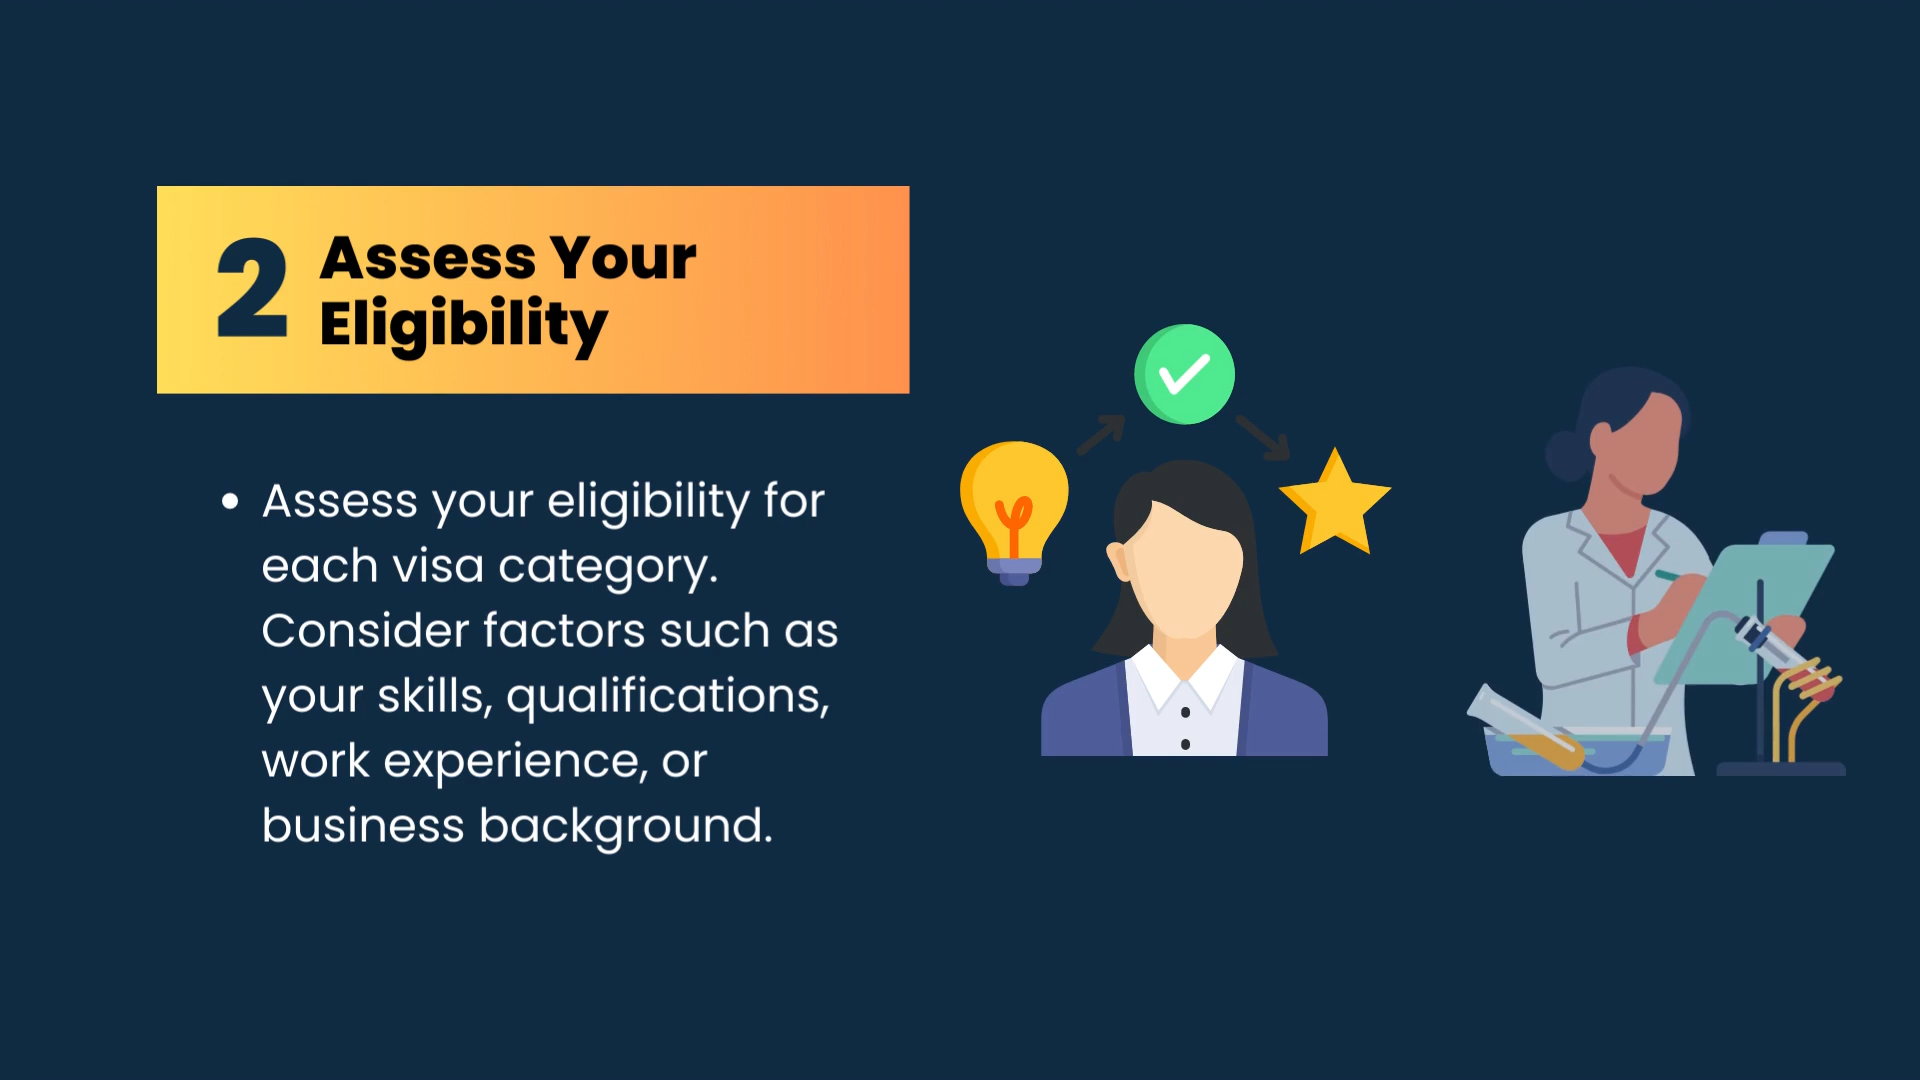 2
Assess Your
Eligibility
• Assess your eligibility for
each visa category.
Consider factors such as
your skills, qualifications,
work experience, or
business background.